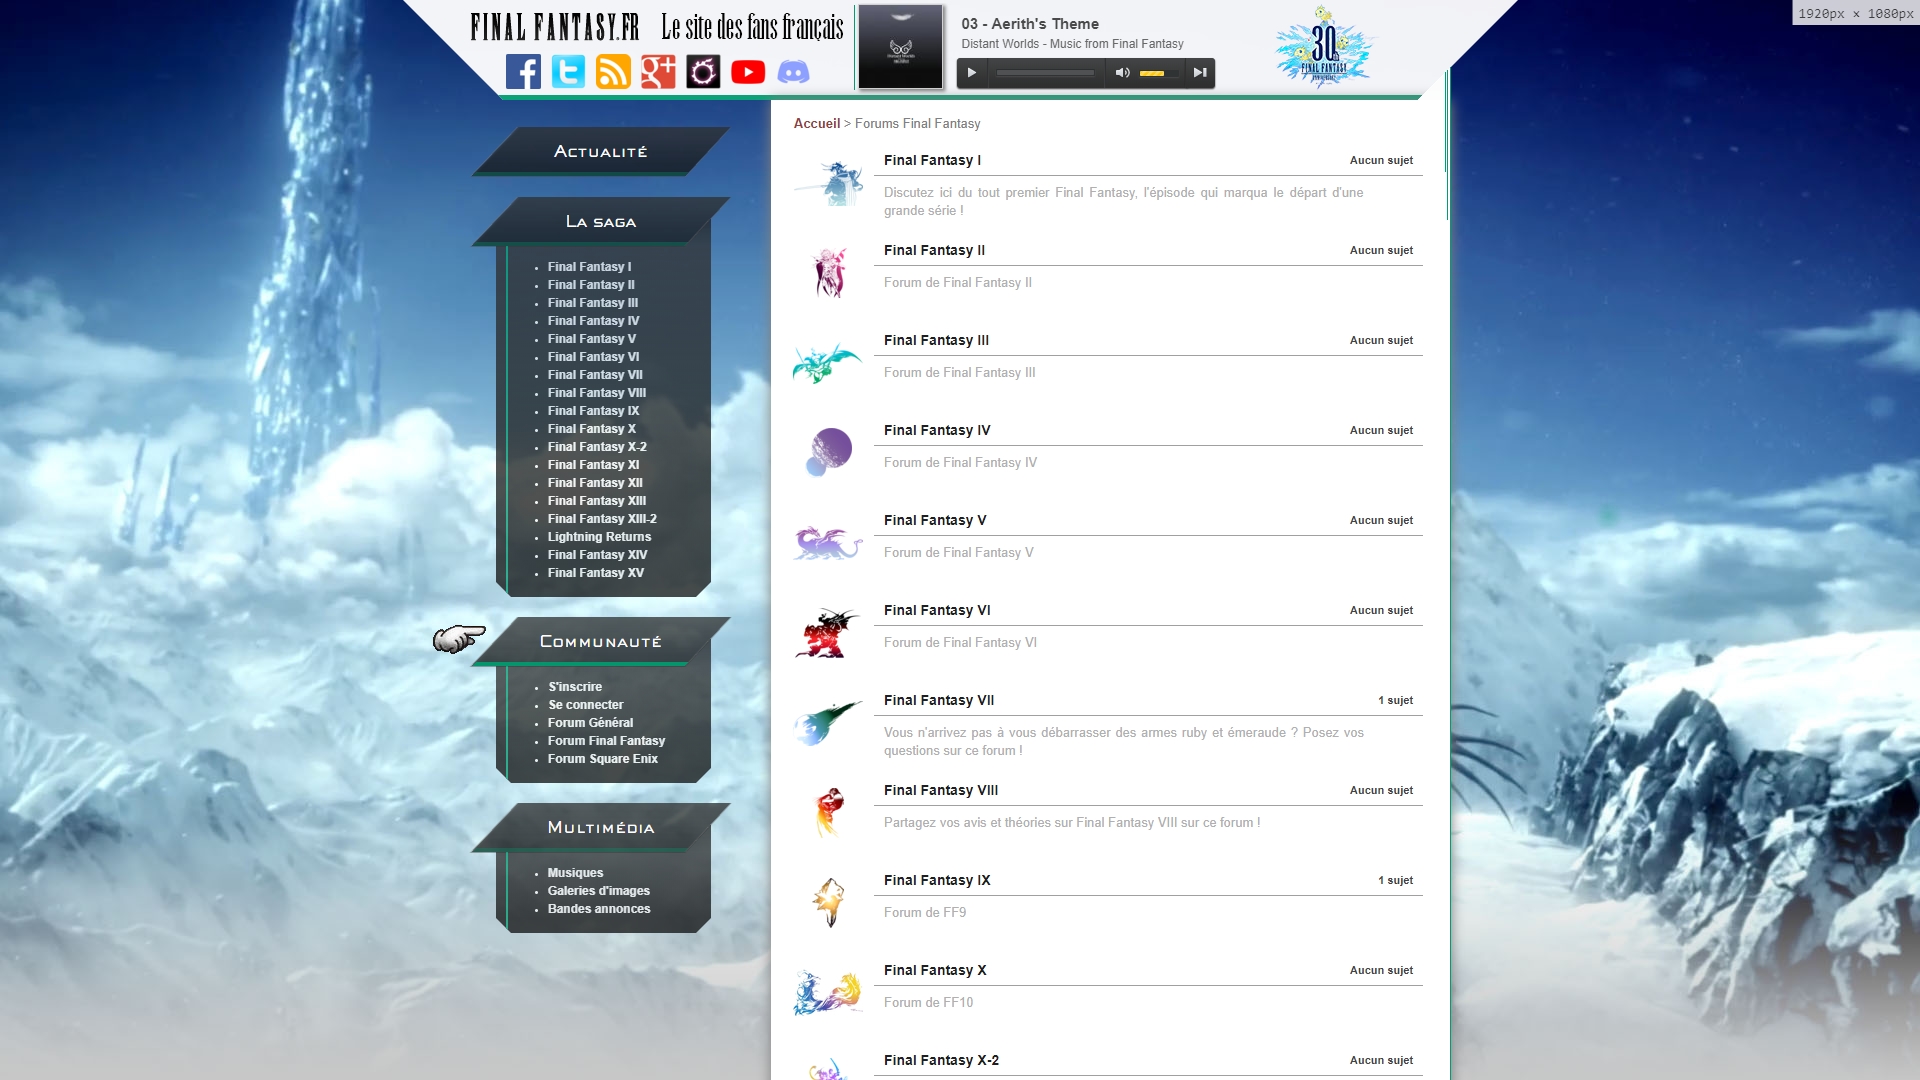 FINAL FANTASY.FR Le site des fans français
03 - Aerith's Theme
Distant Worlds - Music from Final Fantasy
30th
FINAL FANTASY
ANNIVERSARY
1920px × 1080px
Actualité
La saga
Final Fantasy I
Final Fantasy II
Final Fantasy III
Final Fantasy IV
Final Fantasy V
Final Fantasy VI
Final Fantasy VII
Final Fantasy VIII
Final Fantasy IX
Final Fantasy X
Final Fantasy X-2
Final Fantasy XI
Final Fantasy XII
Final Fantasy XIII
Final Fantasy XIII-2
Lightning Returns
Final Fantasy XIV
Final Fantasy XV
Communauté
S'inscrire
Se connecter
Forum Général
Forum Final Fantasy
Forum Square Enix
Multimédia
Musiques
Galeries d'images
Bandes annonces
Accueil > Forums Final Fantasy
Final Fantasy I Aucun sujet
Discutez ici du tout premier Final Fantasy, l'épisode qui marqua le départ d'une
grande série !
Final Fantasy II Aucun sujet
Forum de Final Fantasy II
Final Fantasy III Aucun sujet
Forum de Final Fantasy III
Final Fantasy IV Aucun sujet
Forum de Final Fantasy IV
Final Fantasy V Aucun sujet
Forum de Final Fantasy V
Final Fantasy VI Aucun sujet
Forum de Final Fantasy VI
Final Fantasy VII 1 sujet
Vous n'arrivez pas à vous débarrasser des armes ruby et émeraude ? Posez vos
questions sur ce forum !
Final Fantasy VIII Aucun sujet
Partagez vos avis et théories sur Final Fantasy VIII sur ce forum !
Final Fantasy IX 1 sujet
Forum de FF9
Final Fantasy X Aucun sujet
Forum de FF10
Final Fantasy X-2 Aucun sujet